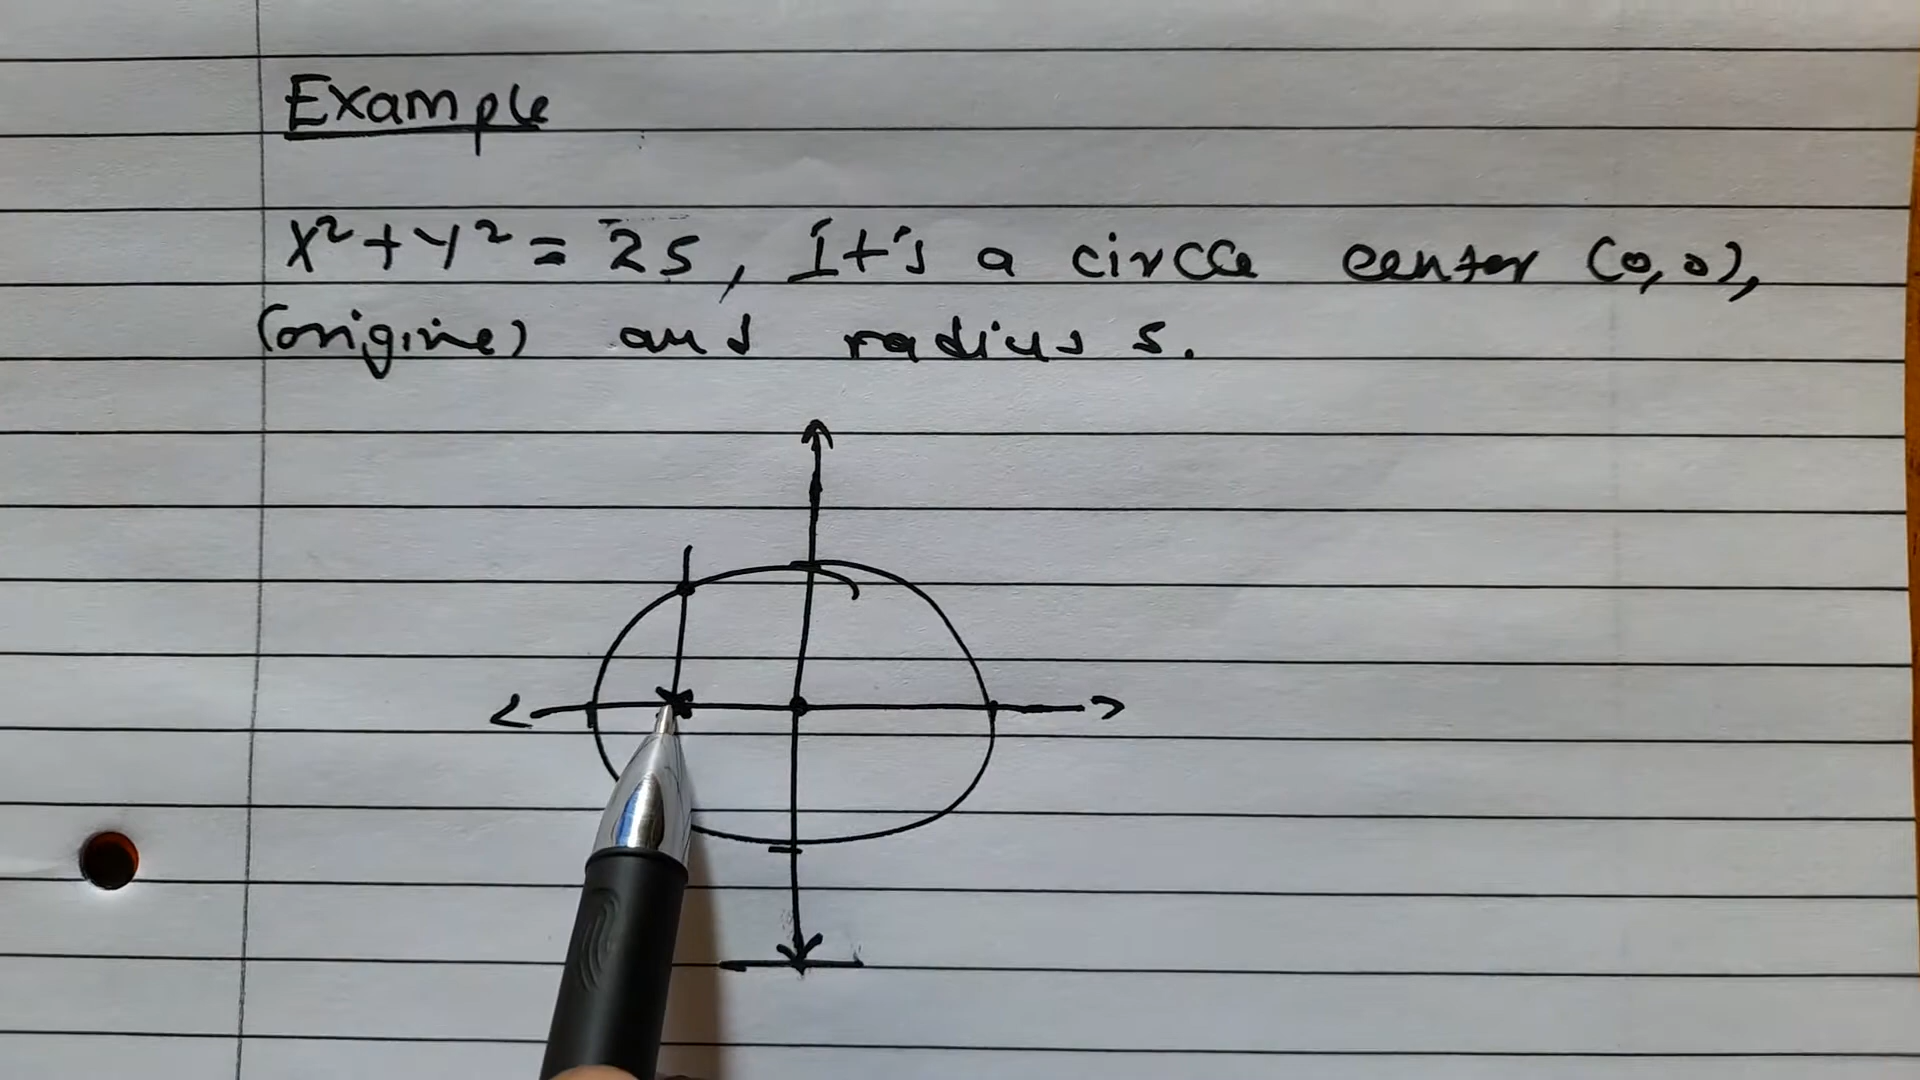 Example
x² + y² = 25, It's a circle center (0,0),
(origine) and radius 5.